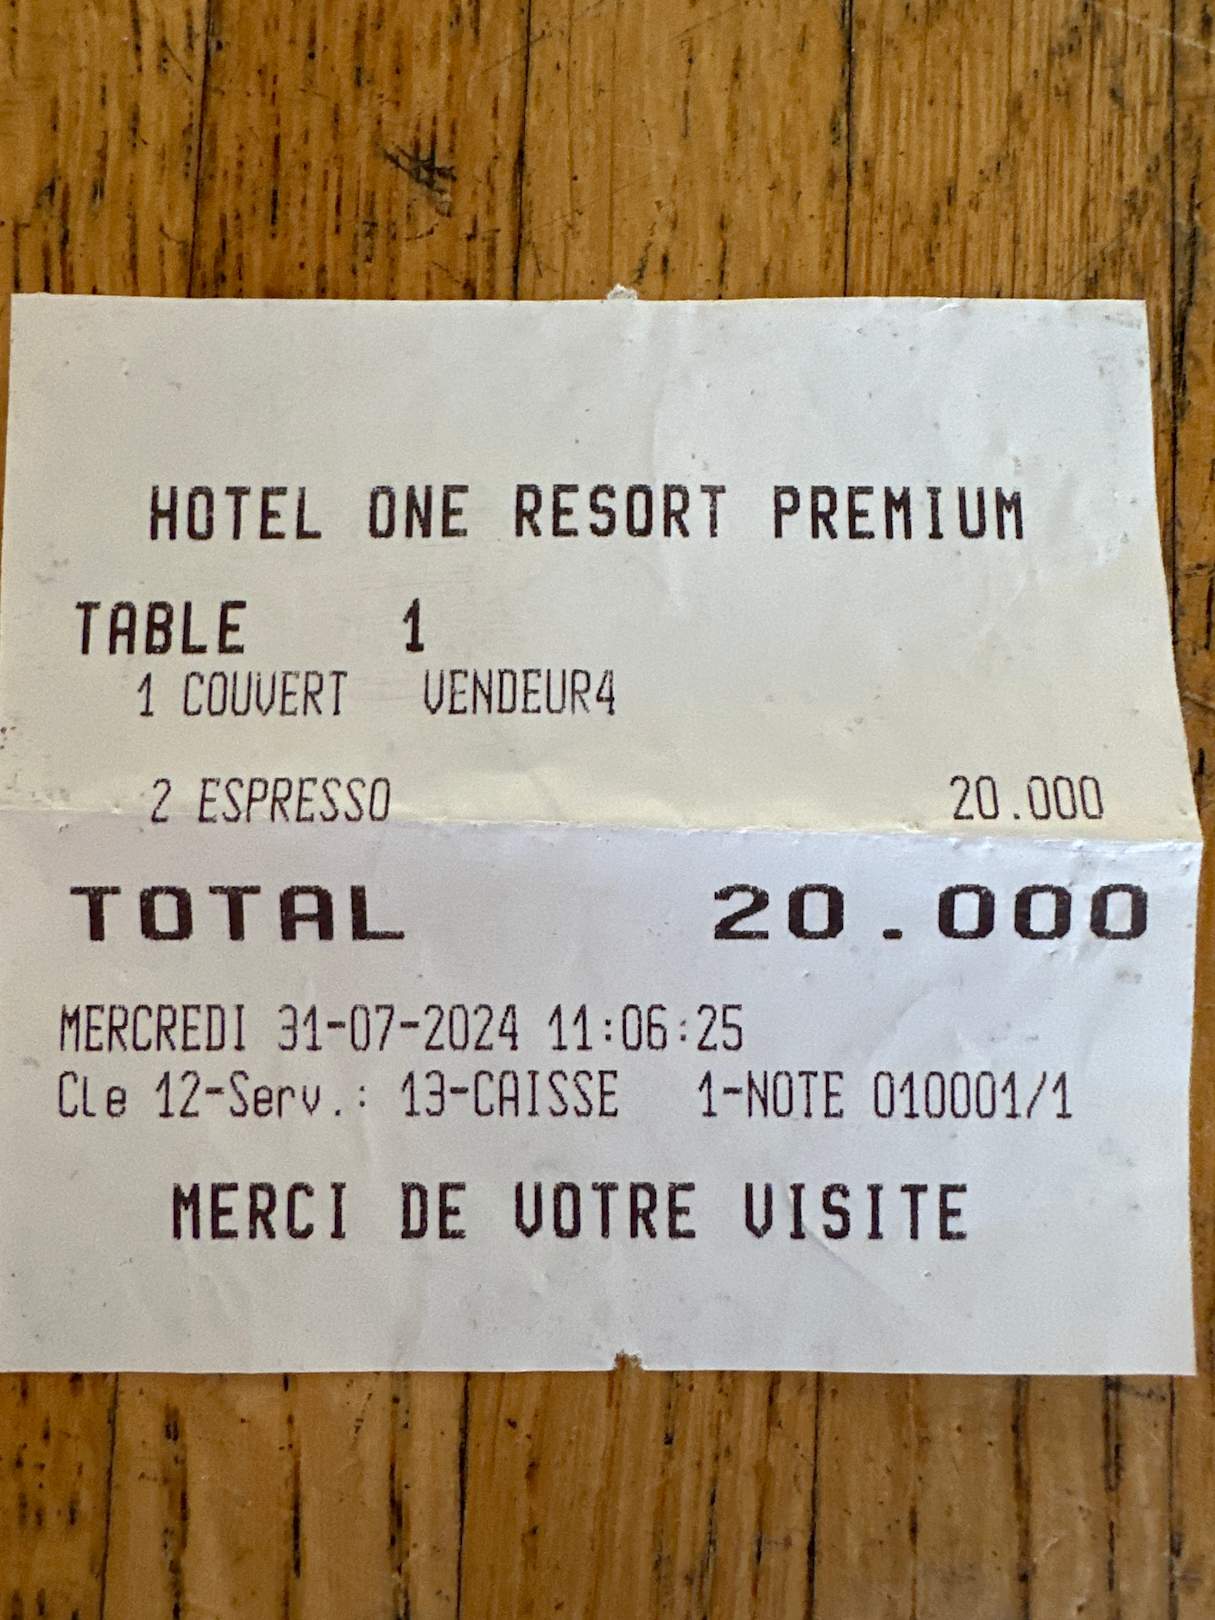 HOTEL ONE RESORT PREMIUM
TABLE 1
1 COUVERT VENDEUR4
2 ESPRESSO 20.000
TOTAL 20.000
MERCREDI 31-07-2024 11:06:25
Cle 12-Serv.: 13-CAISSE 1-NOTE 010001/1
MERCI DE VOTRE VISITE